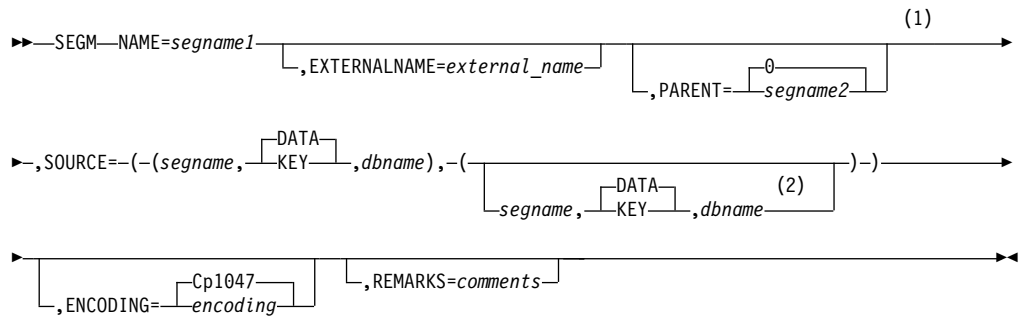 (1)
SEGM NAME=segname1
,EXTERNALNAME=external_name
0
,PARENT= segname2
DATA
,SOURCE=(-(segname, KEY ,dbname),-( )-)
DATA (2)
segname, KEY ,dbname
Cp1047
,ENCODING= encoding
,REMARKS=comments